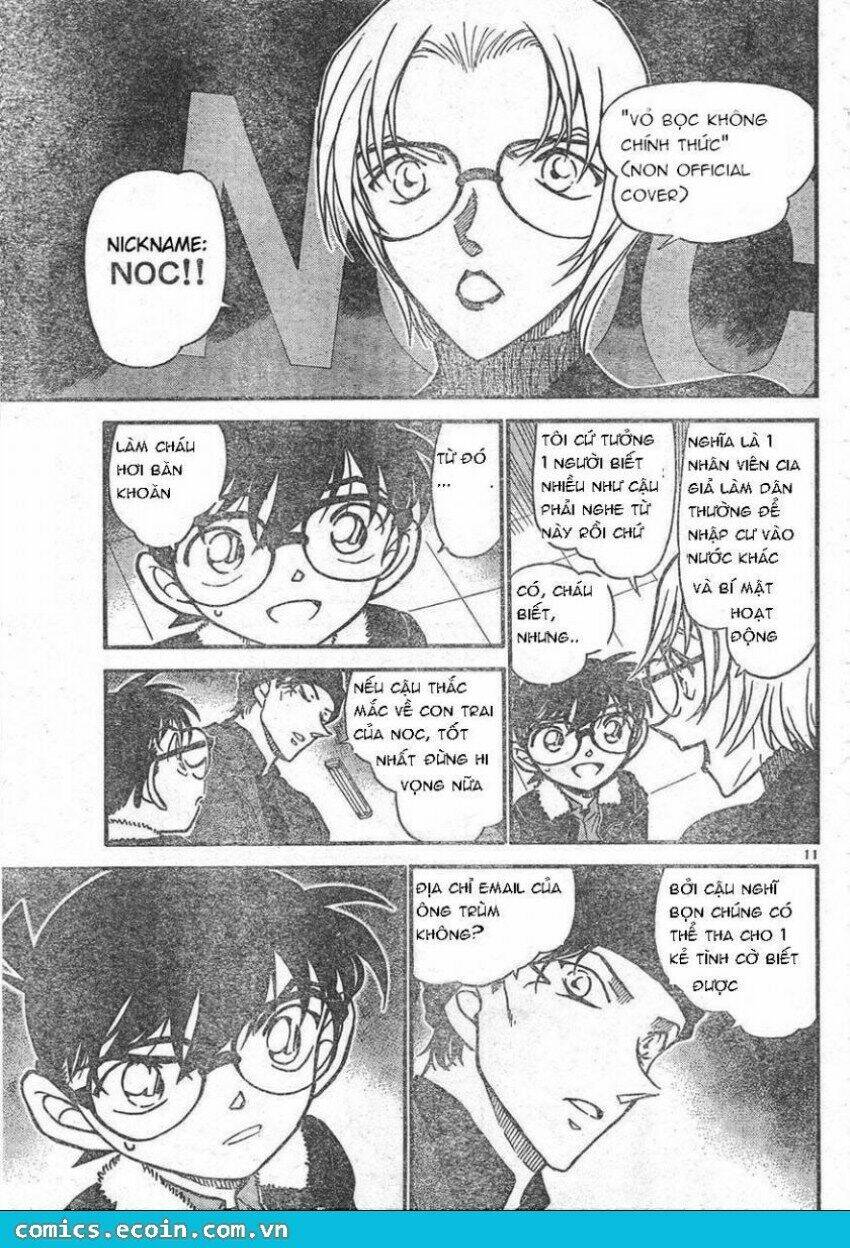 "VỎ BỌC KHÔNG
CHÍNH THỨC"
(NON OFFICIAL
COVER)
NICKNAME:
NOC!!
NOC
NGHĨA LÀ 1
NHÂN VIÊN CIA
GIẢ LÀM DÂN
THƯỜNG ĐỂ
NHẬP CƯ VÀO
NƯỚC KHÁC
VÀ BÍ MẬT
HOẠT
ĐỘNG
TÔI CỨ TƯỞNG
1 NGƯỜI BIẾT
NHIỀU NHƯ CẬU
PHẢI NGHE TỪ
NÀY RỒI CHỨ
CÓ, CHÁU
BIẾT,
NHƯNG..
TỪ ĐÓ
...
LÀM CHÁU
HƠI BĂN
KHOĂN
NẾU CẬU THẮC
MẮC VỀ CON TRAI
CỦA NOC, TỐT
NHẤT ĐỪNG HI
VỌNG NỮA
11
BỞI CẬU NGHĨ
BỌN CHÚNG CÓ
THỂ THA CHO 1
KẺ TÌNH CỜ BIẾT
ĐƯỢC
ĐỊA CHỈ EMAIL CỦA
ÔNG TRÙM
KHÔNG?
comics.ecoin.com.vn